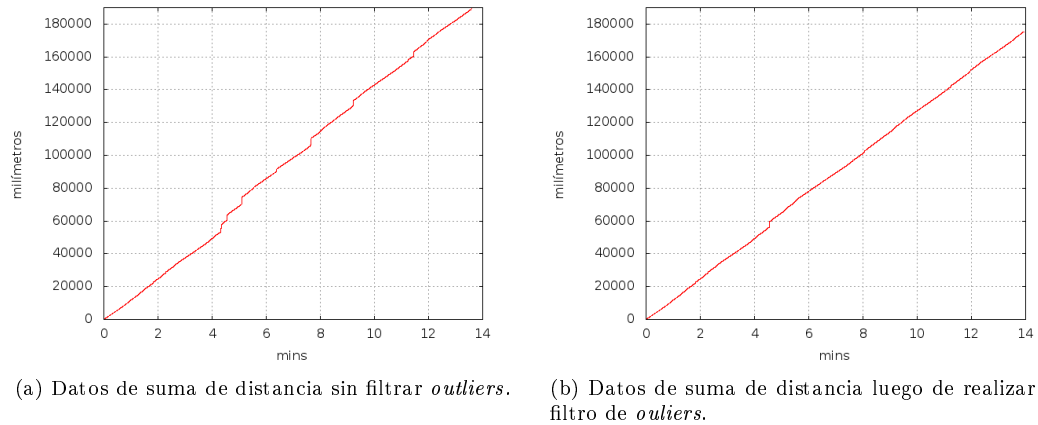 180000
160000
140000
120000
100000
80000
60000
40000
20000
0
milímetros
0 2 4 6 8 10 12 14
mins
(a) Datos de suma de distancia sin filtrar outliers.
180000
160000
140000
120000
100000
80000
60000
40000
20000
0
milímetros
0 2 4 6 8 10 12 14
mins
(b) Datos de suma de distancia luego de realizar
filtro de ouliers.